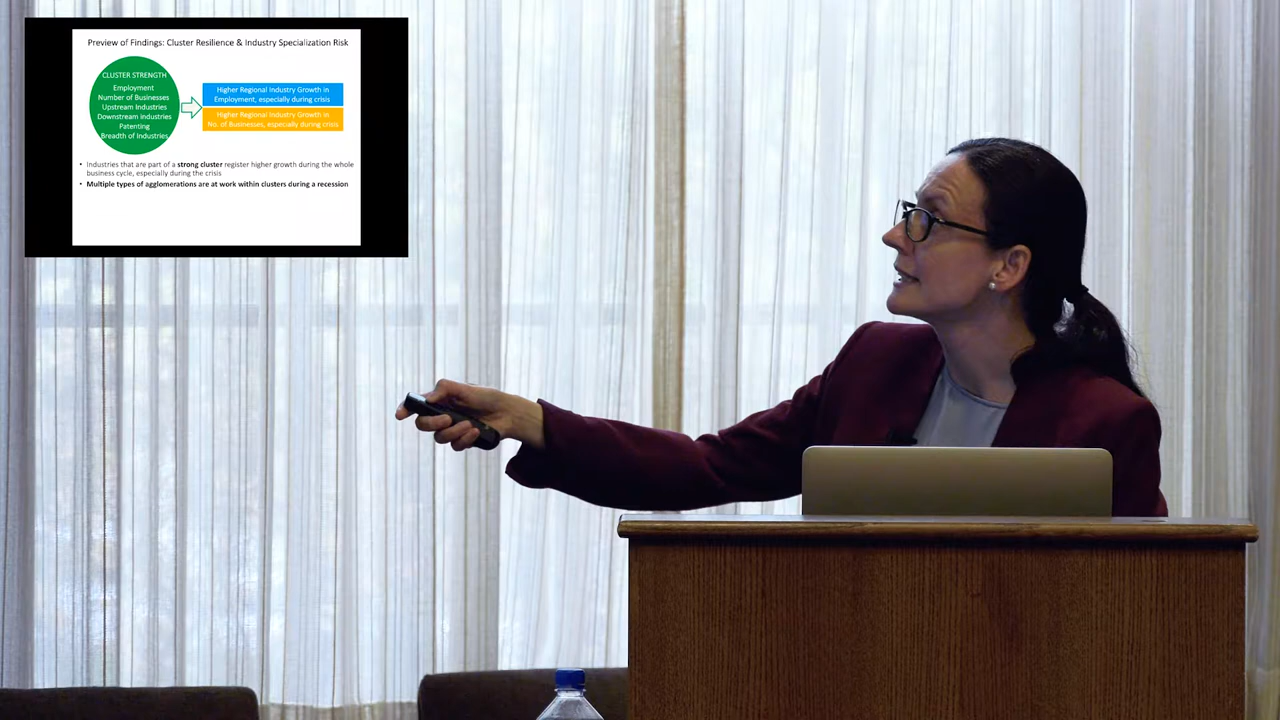 Preview of Findings: Cluster Resilience & Industry Specialization Risk
CLUSTER STRENGTH
Employment
Number of Businesses
Upstream Industries
Downstream Industries
Patenting
Breadth of Industries
Higher Regional Industry Growth in
Employment, especially during crisis
Higher Regional Industry Growth in
No. of Businesses, especially during crisis
• Industries that are part of a strong cluster register higher growth during the whole
business cycle, especially during the crisis
• Multiple types of agglomerations are at work within clusters during a recession